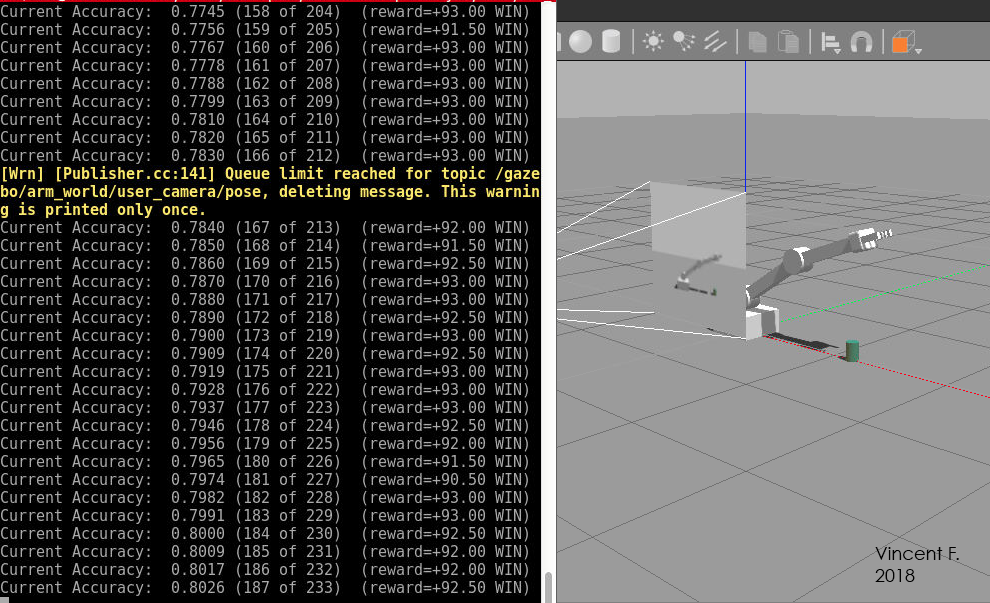 Current Accuracy:  0.7745 (158 of 204)  (reward=+93.00 WIN)
Current Accuracy:  0.7756 (159 of 205)  (reward=+91.50 WIN)
Current Accuracy:  0.7767 (160 of 206)  (reward=+93.00 WIN)
Current Accuracy:  0.7778 (161 of 207)  (reward=+93.00 WIN)
Current Accuracy:  0.7788 (162 of 208)  (reward=+93.00 WIN)
Current Accuracy:  0.7799 (163 of 209)  (reward=+93.00 WIN)
Current Accuracy:  0.7810 (164 of 210)  (reward=+93.00 WIN)
Current Accuracy:  0.7820 (165 of 211)  (reward=+93.00 WIN)
Current Accuracy:  0.7830 (166 of 212)  (reward=+93.00 WIN)
[Wrn] [Publisher.cc:141] Queue limit reached for topic /gaze
bo/arm_world/user_camera/pose, deleting message. This warnin
g is printed only once.
Current Accuracy:  0.7840 (167 of 213)  (reward=+92.00 WIN)
Current Accuracy:  0.7850 (168 of 214)  (reward=+91.50 WIN)
Current Accuracy:  0.7860 (169 of 215)  (reward=+92.50 WIN)
Current Accuracy:  0.7870 (170 of 216)  (reward=+93.00 WIN)
Current Accuracy:  0.7880 (171 of 217)  (reward=+93.00 WIN)
Current Accuracy:  0.7890 (172 of 218)  (reward=+92.50 WIN)
Current Accuracy:  0.7900 (173 of 219)  (reward=+93.00 WIN)
Current Accuracy:  0.7909 (174 of 220)  (reward=+92.50 WIN)
Current Accuracy:  0.7919 (175 of 221)  (reward=+93.00 WIN)
Current Accuracy:  0.7928 (176 of 222)  (reward=+93.00 WIN)
Current Accuracy:  0.7937 (177 of 223)  (reward=+93.00 WIN)
Current Accuracy:  0.7946 (178 of 224)  (reward=+92.50 WIN)
Current Accuracy:  0.7956 (179 of 225)  (reward=+92.00 WIN)
Current Accuracy:  0.7965 (180 of 226)  (reward=+91.50 WIN)
Current Accuracy:  0.7974 (181 of 227)  (reward=+90.50 WIN)
Current Accuracy:  0.7982 (182 of 228)  (reward=+93.00 WIN)
Current Accuracy:  0.7991 (183 of 229)  (reward=+93.00 WIN)
Current Accuracy:  0.8000 (184 of 230)  (reward=+92.50 WIN)
Current Accuracy:  0.8009 (185 of 231)  (reward=+92.00 WIN)
Current Accuracy:  0.8017 (186 of 232)  (reward=+92.00 WIN)
Current Accuracy:  0.8026 (187 of 233)  (reward=+92.50 WIN)
Vincent F.
2018